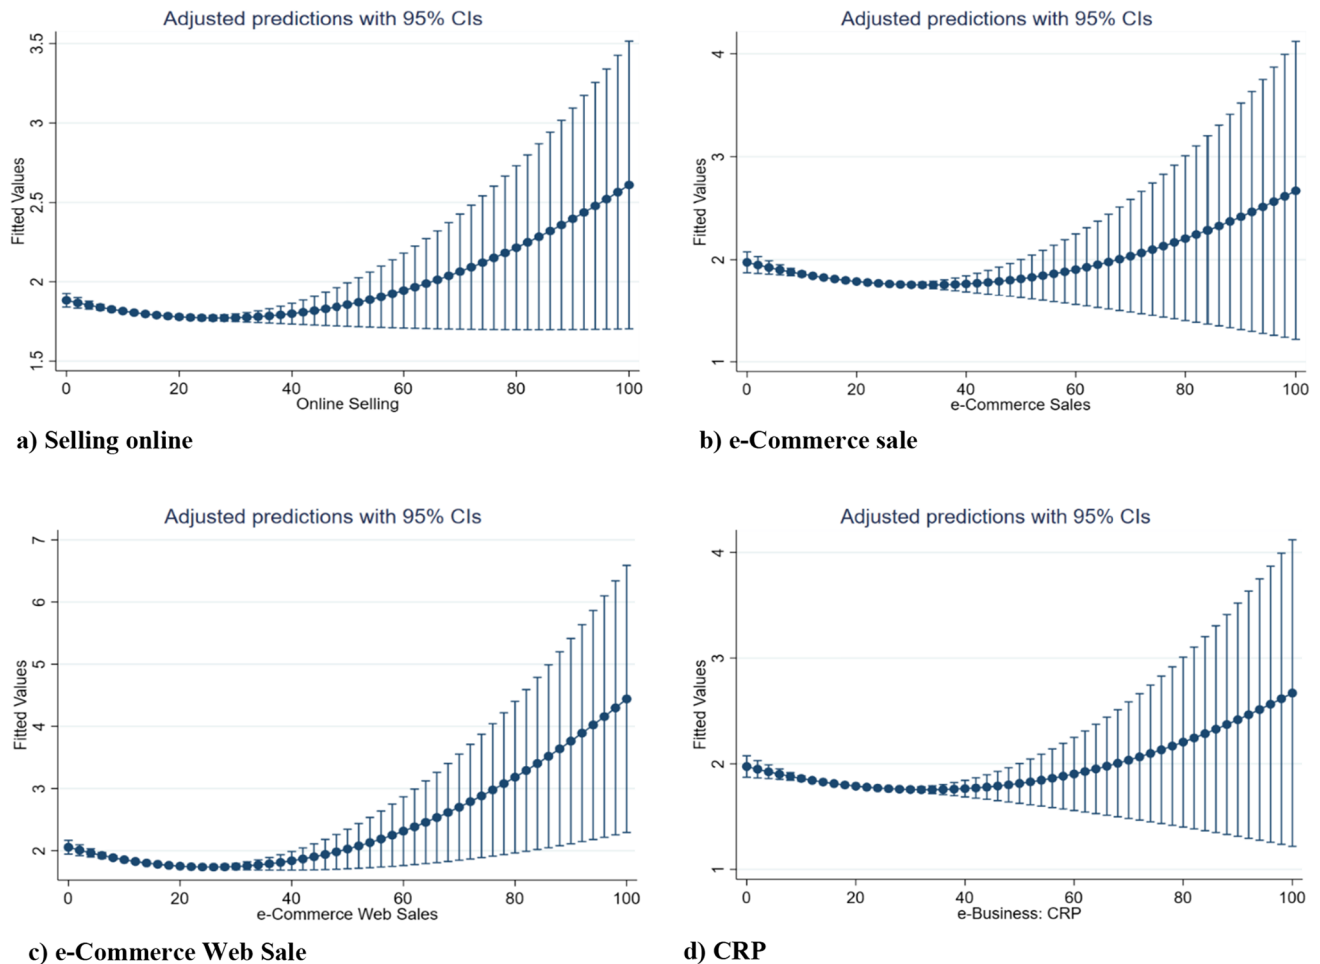 Adjusted predictions with 95% CIs
3.5
3
2.5
2
1.5
Fitted Values
0 20 40 60 80 100
Online Selling
a) Selling online
Adjusted predictions with 95% CIs
4
3
2
1
Fitted Values
0 20 40 60 80 100
e-Commerce Sales
b) e-Commerce sale
Adjusted predictions with 95% CIs
7
6
5
4
3
2
Fitted Values
0 20 40 60 80 100
e-Commerce Web Sales
c) e-Commerce Web Sale
Adjusted predictions with 95% CIs
4
3
2
1
Fitted Values
0 20 40 60 80 100
e-Business: CRP
d) CRP